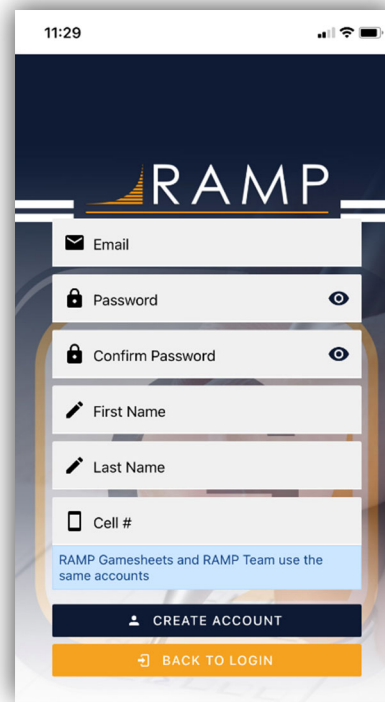 11:29
RAMP
Email
Password
Confirm Password
First Name
Last Name
Cell #
RAMP Gamesheets and RAMP Team use the
same accounts
CREATE ACCOUNT
BACK TO LOGIN